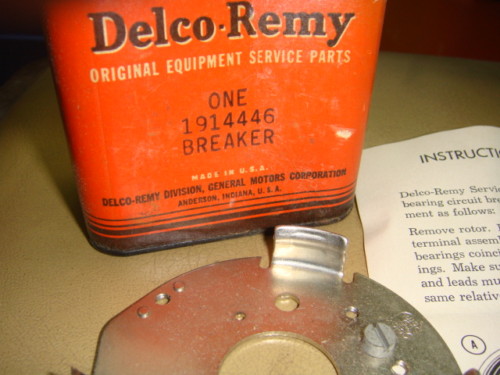 Delco-Remy
ORIGINAL EQUIPMENT SERVICE PARTS
ONE
1914446
BREAKER
MADE IN U.S.A.
DELCO-REMY DIVISION, GENERAL MOTORS CORPORATION
ANDERSON, INDIANA, U.S.A.
INSTRUCTIO
Delco-Remy Servi
bearing circuit bre
ment as follows:
Remove rotor.
terminal assem
bearings coinci
ings. Make su
and leads mu
same relativ
A